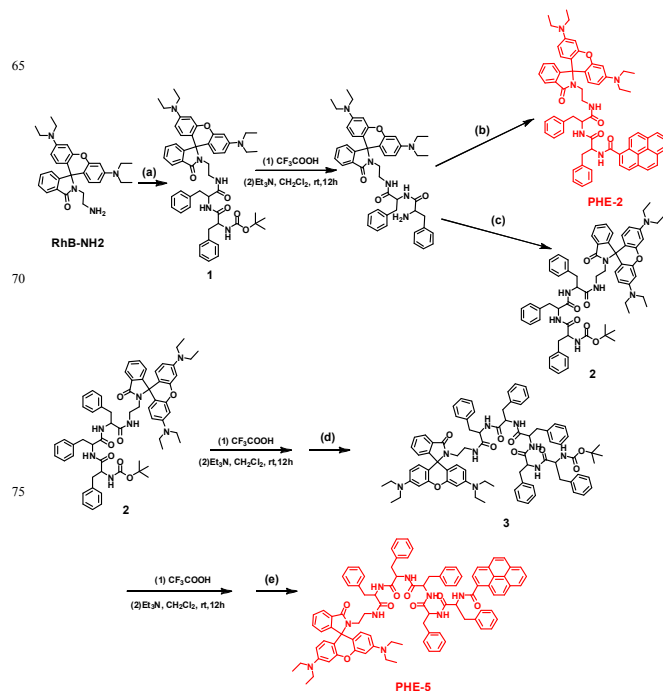 65
(a)
(1) CF3COOH
(2)Et3N, CH2Cl2, rt,12h
(b)
(c)
RhB-NH2
1
PHE-2
70
2
(1) CF3COOH
(2)Et3N, CH2Cl2, rt,12h
(d)
2
3
75
(1) CF3COOH
(2)Et3N, CH2Cl2, rt,12h
(e)
PHE-5